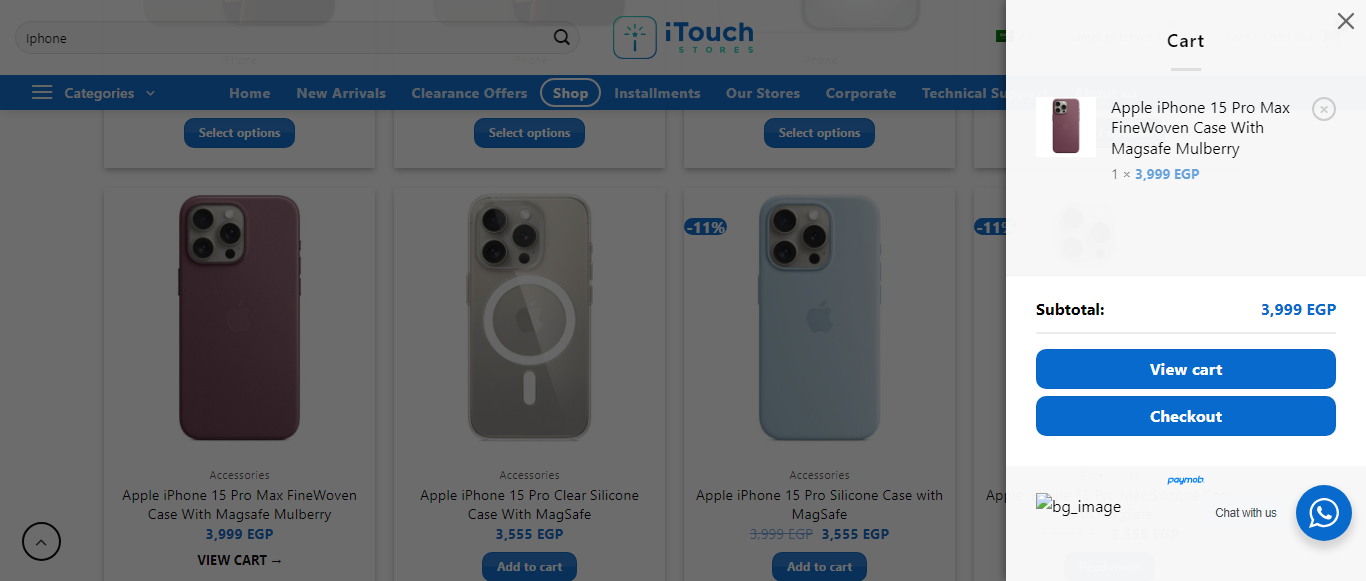 iphone
iTouch
STORES
Categories
Home
New Arrivals
Clearance Offers
Shop
Installments
Our Stores
Corporate
Technical Support
Select options
Select options
Select options
-11%
-11%
Accessories
Apple iPhone 15 Pro Max FineWoven
Case With Magsafe Mulberry
3,999 EGP
VIEW CART →
Accessories
Apple iPhone 15 Pro Clear Silicone
Case With MagSafe
3,555 EGP
Add to cart
Accessories
Apple iPhone 15 Pro Silicone Case with
MagSafe
3,999 EGP 3,555 EGP
Add to cart
Cart
Apple iPhone 15 Pro Max
FineWoven Case With
Magsafe Mulberry
1 × 3,999 EGP
Subtotal: 3,999 EGP
View cart
Checkout
paymob
bg_image
Chat with us